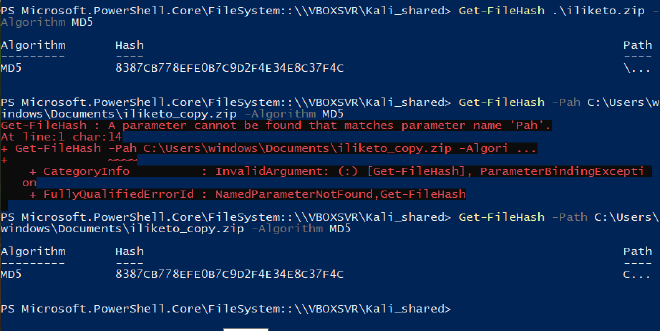 PS Microsoft.PowerShell.Core\FileSystem::\\VBOXSVR\Kali_shared> Get-FileHash .\iliketo.zip -
Algorithm MD5
Algorithm Hash Path
--------- ---- ----
MD5 8387CB778EFE0B7C9D2F4E34E8C37F4C \...
PS Microsoft.PowerShell.Core\FileSystem::\\VBOXSVR\Kali_shared> Get-FileHash -Pah C:\Users\w
indows\Documents\iliketo_copy.zip -Algorithm MD5
Get-FileHash : A parameter cannot be found that matches parameter name 'Pah'.
At line:1 char:14
+ Get-FileHash -Pah C:\Users\windows\Documents\iliketo_copy.zip -Algori ...
+ ~~~~
+ CategoryInfo : InvalidArgument: (:) [Get-FileHash], ParameterBindingExcepti
on
+ FullyQualifiedErrorId : NamedParameterNotFound,Get-FileHash
PS Microsoft.PowerShell.Core\FileSystem::\\VBOXSVR\Kali_shared> Get-FileHash -Path C:\Users\
windows\Documents\iliketo_copy.zip -Algorithm MD5
Algorithm Hash Path
--------- ---- ----
MD5 8387CB778EFE0B7C9D2F4E34E8C37F4C C...
PS Microsoft.PowerShell.Core\FileSystem::\\VBOXSVR\Kali_shared>